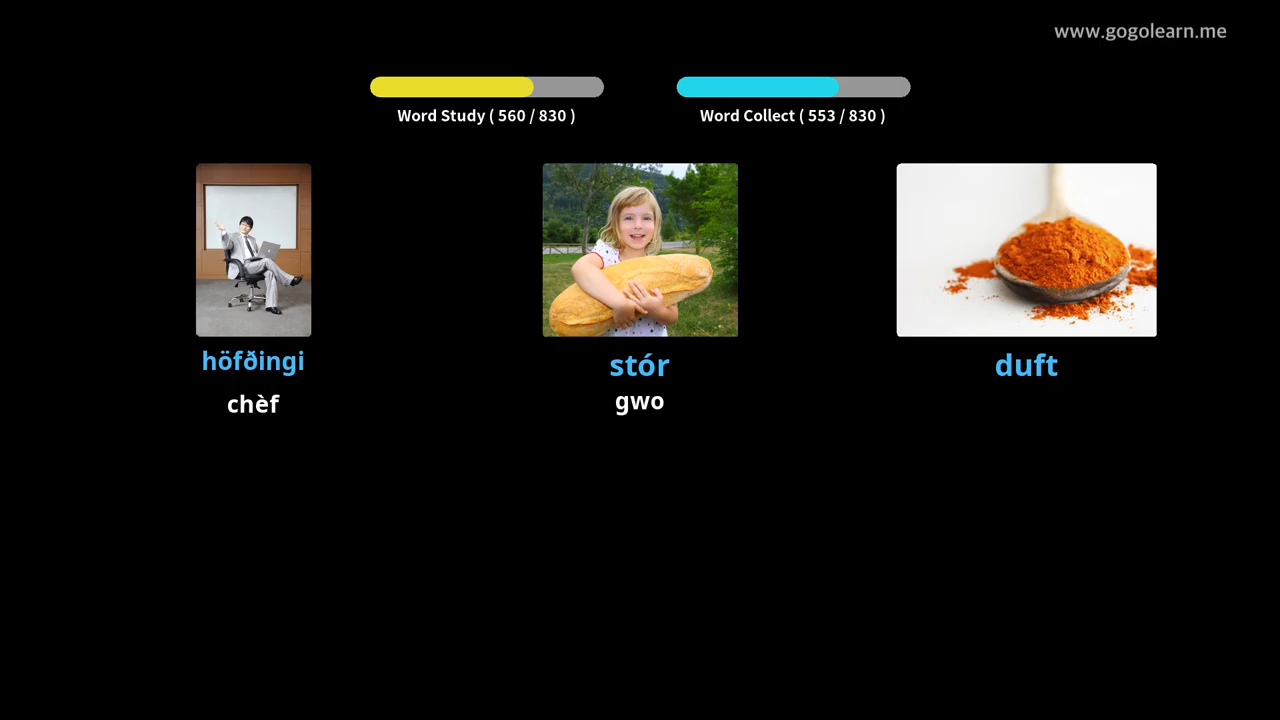 www.gogolearn.me
Word Study ( 560 / 830 )
Word Collect ( 553 / 830 )
höfðingi
stór
duft
chèf
gwo